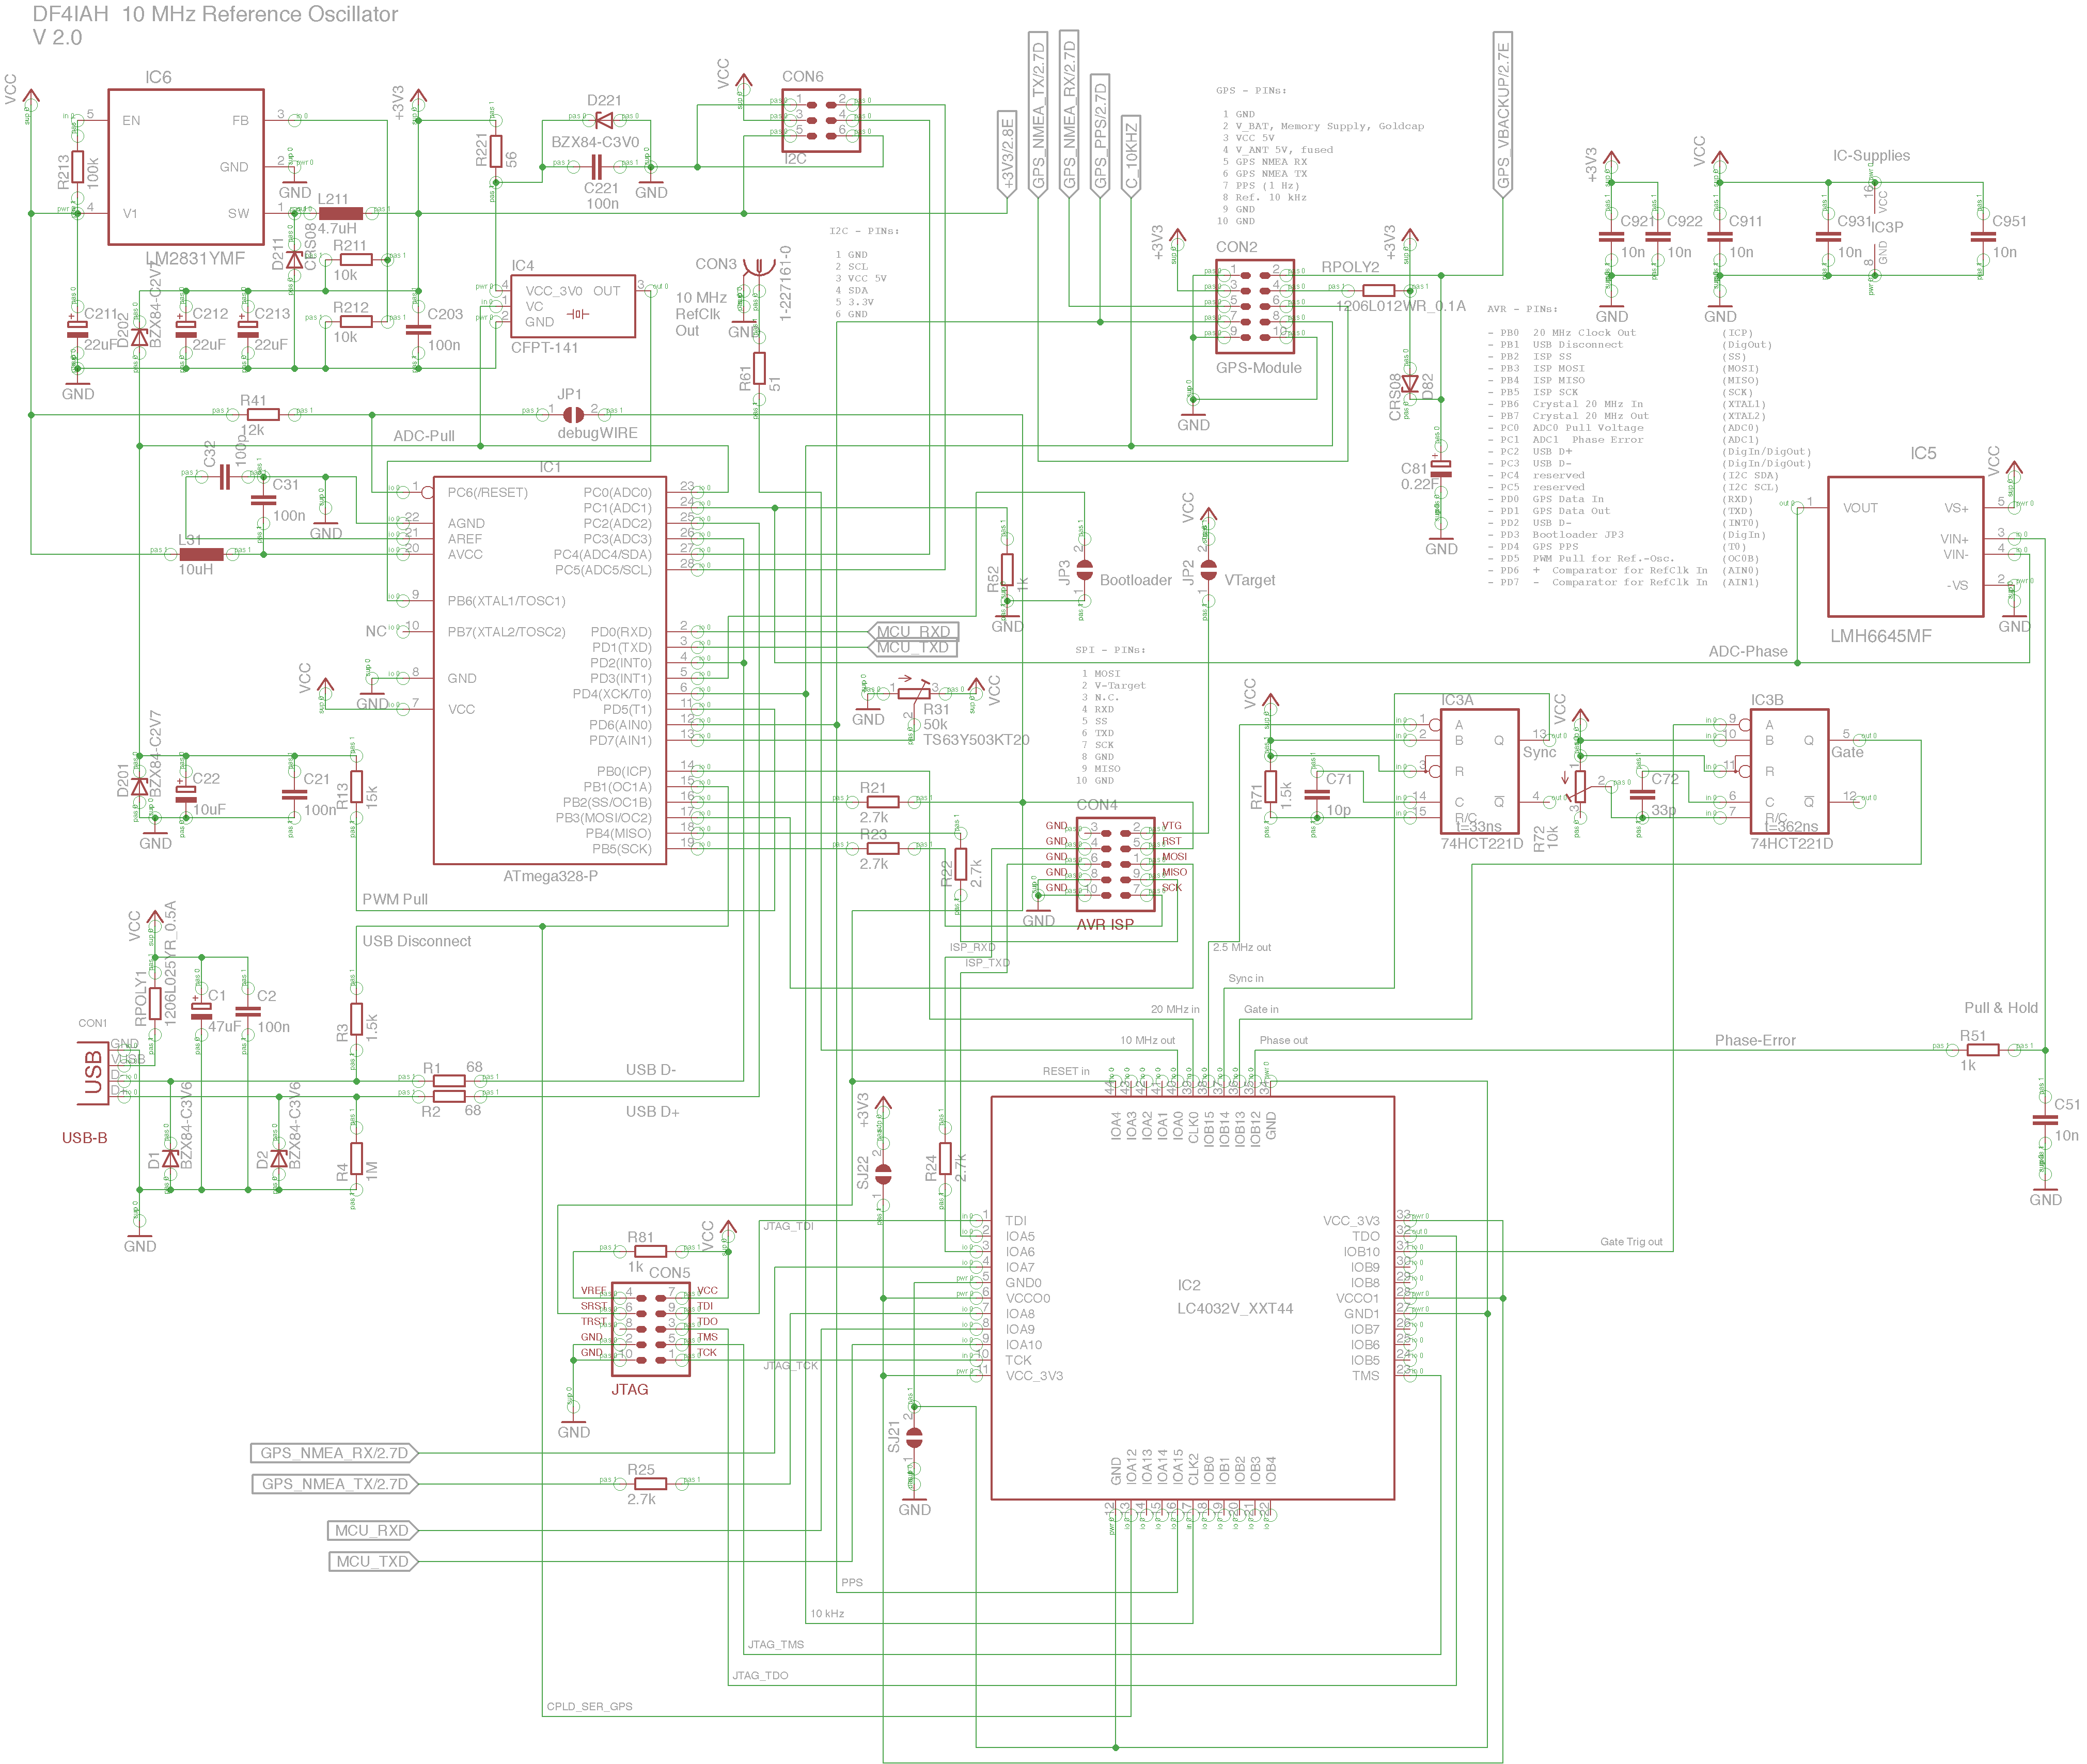 DF4IAH 10 MHz Reference Oscillator
V 2.0
VCC
IC6
EN
FB
GND
V1
SW
LM2831YMF
R213
100k
GND
L211
4.7uH
D211
CRS08
R211
10k
R212
10k
+3V3
C211
22uF
D202
BZX84-C2V7
C212
22uF
C213
22uF
C203
100n
GND
R221
56
D221
BZX84-C3V0
C221
100n
GND
VCC
CON6
I2C
IC4
VCC_3V0
OUT
VC
GND
CFPT-141
CON3
10 MHz
RefClk
Out
GND
1-227161-0
R61
51
I2C - PINs:
1 GND
2 SCL
3 VCC 5V
4 SDA
5 3.3V
6 GND
+3V3/2.8E
GPS_NMEA_TX/2.7D
GPS_NMEA_RX/2.7D
GPS_PPS/2.7D
C_10KHZ
GPS_VBACKUP/2.7E
GPS - PINs:
1 GND
2 V_BAT, Memory Supply, Goldcap
3 VCC 5V
4 V_ANT 5V, fused
5 GPS NMEA RX
6 GPS NMEA TX
7 PPS (1 Hz)
8 Ref. 10 kHz
9 GND
10 GND
+3V3
CON2
GPS-Module
GND
RPOLY2
1206L012WR_0.1A
+3V3
CRS08
D82
C81
0.22F
GND
+3V3
VCC
IC-Supplies
C921
10n
C922
10n
C911
10n
C931
10n
IC3P
VCC
GND
C951
10n
GND
GND
AVR - PINs:
- PB0 20 MHz Clock Out (ICP)
- PB1 USB Disconnect (DigOut)
- PB2 ISP SS (SS)
- PB3 ISP MOSI (MOSI)
- PB4 ISP MISO (MISO)
- PB5 ISP SCK (SCK)
- PB6 Crystal 20 MHz In (XTAL1)
- PB7 Crystal 20 MHz Out (XTAL2)
- PC0 ADC0 Pull Voltage (ADC0)
- PC1 ADC1 Phase Error (ADC1)
- PC2 USB D+ (DigIn/DigOut)
- PC3 USB D- (DigIn/DigOut)
- PC4 reserved (I2C SDA)
- PC5 reserved (I2C SCL)
- PD0 GPS Data In (RXD)
- PD1 GPS Data Out (TXD)
- PD2 USB D- (INT0)
- PD3 Bootloader JP3 (DigIn)
- PD4 GPS PPS (T0)
- PD5 PWM Pull for Ref.-Osc. (OC0B)
- PD6 + Comparator for RefClk In (AIN0)
- PD7 - Comparator for RefClk In (AIN1)
IC5
VOUT
VS+
VIN+
VIN-
-VS
LMH6645MF
VCC
GND
ADC-Phase
R41
12k
JP1
debugWIRE
ADC-Pull
C32
100p
C31
100n
GND
L31
10uH
IC1
PC6(/RESET)
AGND
AREF
AVCC
PB6(XTAL1/TOSC1)
PB7(XTAL2/TOSC2)
GND
VCC
PC0(ADC0)
PC1(ADC1)
PC2(ADC2)
PC3(ADC3)
PC4(ADC4/SDA)
PC5(ADC5/SCL)
PD0(RXD)
PD1(TXD)
PD2(INT0)
PD3(INT1)
PD4(XCK/T0)
PD5(T1)
PD6(AIN0)
PD7(AIN1)
PB0(ICP)
PB1(OC1A)
PB2(SS/OC1B)
PB3(MOSI/OC2)
PB4(MISO)
PB5(SCK)
ATmega328-P
NC
VCC
GND
MCU_RXD
MCU_TXD
R52
1k
GND
JP3
Bootloader
VCC
JP2
VTarget
GND
R31
50k
TS63Y503KT20
VCC
SPI - PINs:
1 MOSI
2 V-Target
3 N.C.
4 RXD
5 SS
6 TXD
7 SCK
8 GND
9 MISO
10 GND
CON4
GND
GND
GND
GND
GND
VTG
RST
MOSI
MISO
SCK
AVR ISP
GND
ISP_RXD
ISP_TXD
R21
2.7k
R23
2.7k
R22
2.7k
VCC
IC3A
A
B
R
C
R/C
Q
Q
Sync
t=33ns
74HCT221D
R71
1.5k
C71
10p
VCC
IC3B
A
B
R
C
R/C
Q
Q
Gate
t=362ns
74HCT221D
R72
10k
C72
33p
D201
BZX84-C2V7
C22
10uF
C21
100n
R13
15k
GND
PWM Pull
USB Disconnect
VCC
RPOLY1
1206L025YR_0.5A
C1
47uF
C2
100n
R3
1.5k
CON1
USB
GND
VUSB
D-
D+
USB-B
R1
68
R2
68
USB D-
USB D+
D1
BZX84-C3V6
D2
BZX84-C3V6
R4
1M
GND
2.5 MHz out
Sync in
20 MHz in
Gate in
10 MHz out
Phase out
RESET in
Phase-Error
Pull & Hold
R51
1k
C51
10n
GND
+3V3
SJ22
R24
2.7k
IOA4
IOA3
IOA2
IOA1
IOA0
CLK0
IOB15
IOB14
IOB13
IOB12
GND
TDI
IOA5
IOA6
IOA7
GND0
VCCO0
IOA8
IOA9
IOA10
TCK
VCC_3V3
IC2
LC4032V_XXT44
VCC_3V3
TDO
IOB10
IOB9
IOB8
VCCO1
GND1
IOB7
IOB6
IOB5
TMS
GND
IOA12
IOA13
IOA14
IOA15
CLK2
IOB0
IOB1
IOB2
IOB3
IOB4
Gate Trig out
JTAG_TDI
R81
1k
VCC
CON5
VREF
SRST
TRST
GND
GND
VCC
TDI
TDO
TMS
TCK
JTAG
JTAG_TCK
GND
SJ21
GND
GPS_NMEA_RX/2.7D
GPS_NMEA_TX/2.7D
R25
2.7k
MCU_RXD
MCU_TXD
PPS
10 kHz
JTAG_TMS
JTAG_TDO
CPLD_SER_GPS